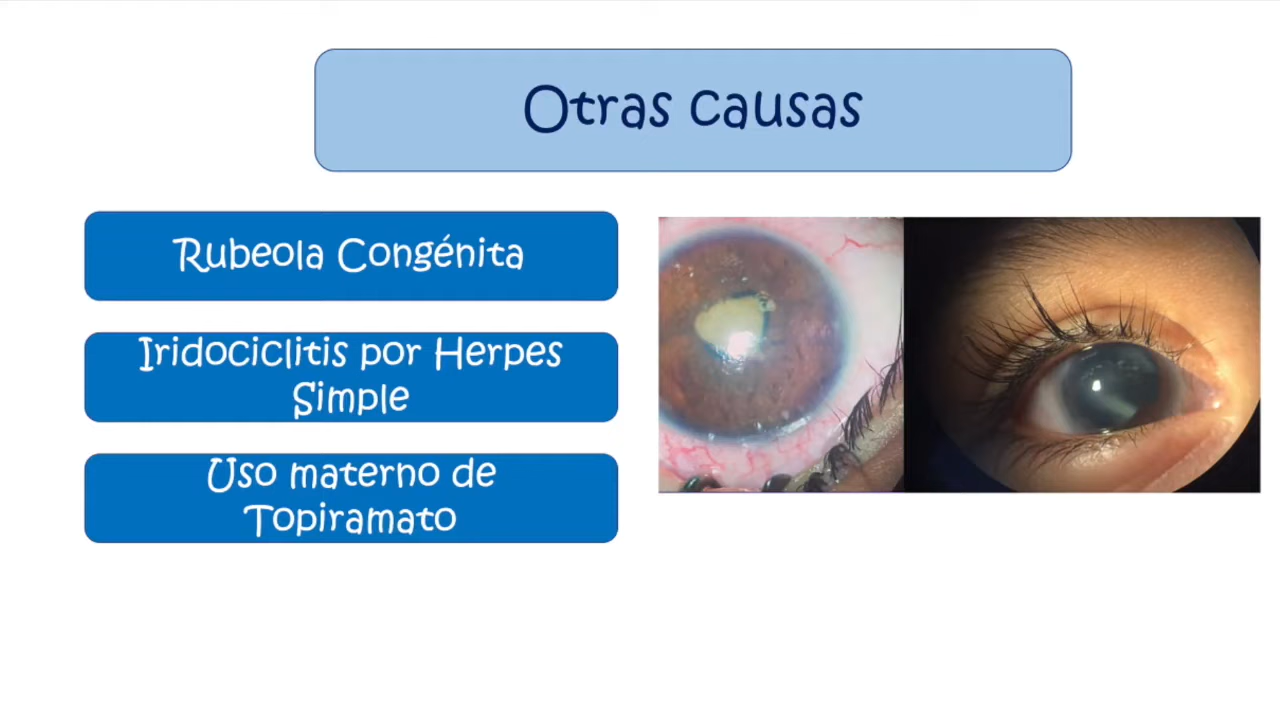 Otras causas
Rubeola Congénita
Iridociclitis por Herpes
Simple
Uso materno de
Topiramato